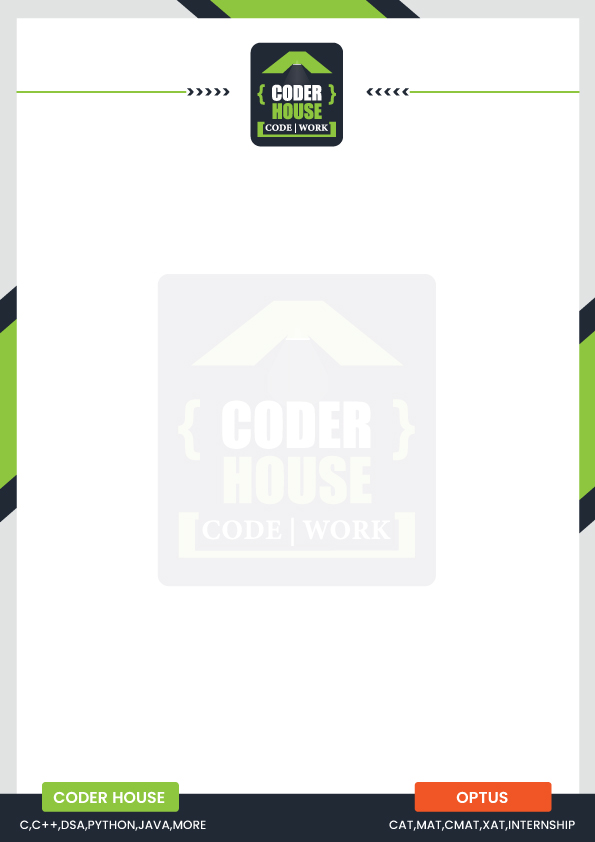 { CODER }
HOUSE
[CODE | WORK]
{ CODER }
HOUSE
[CODE | WORK]
CODER HOUSE
OPTUS
C,C++,DSA,PYTHON,JAVA,MORE
CAT,MAT,CMAT,XAT,INTERNSHIP